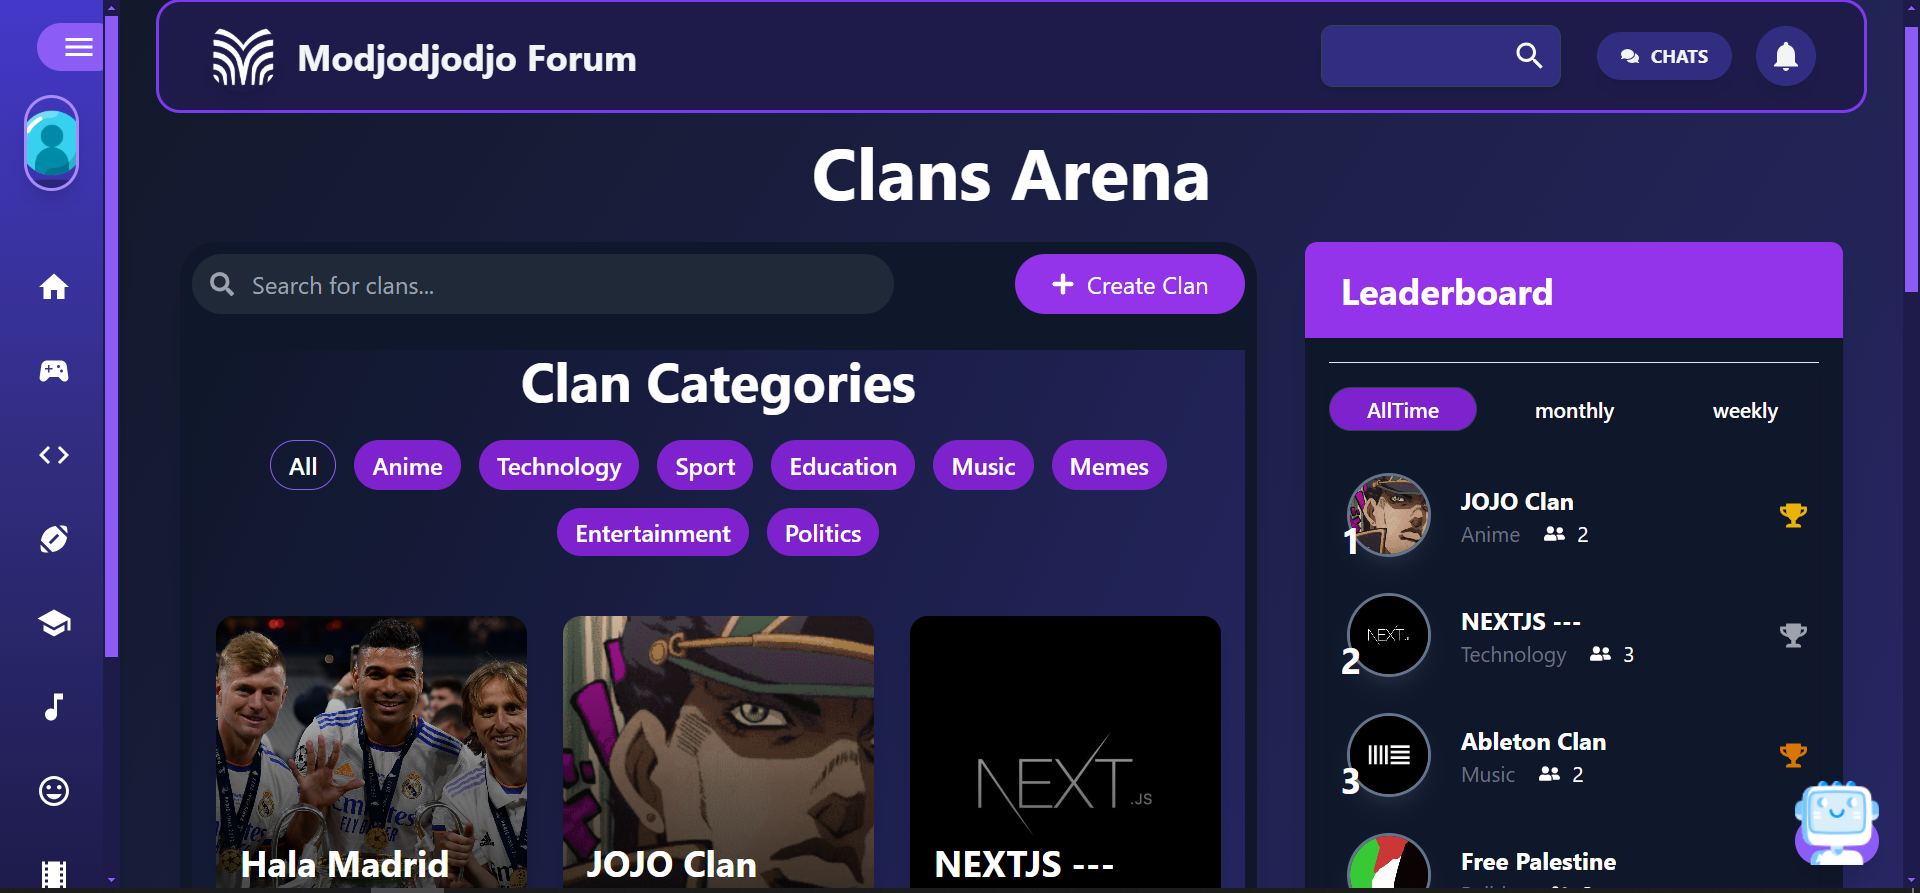 Modjodjodjo Forum
CHATS
Clans Arena
Search for clans...
Create Clan
Clan Categories
All Anime Technology Sport Education Music Memes
Entertainment Politics
Hala Madrid
JOJO Clan
NEXT.JS
NEXTJS ---
Leaderboard
AllTime monthly weekly
1
JOJO Clan
Anime 2
2
NEXT.J
NEXTJS ---
Technology 3
3
Ableton Clan
Music 2
Free Palestine